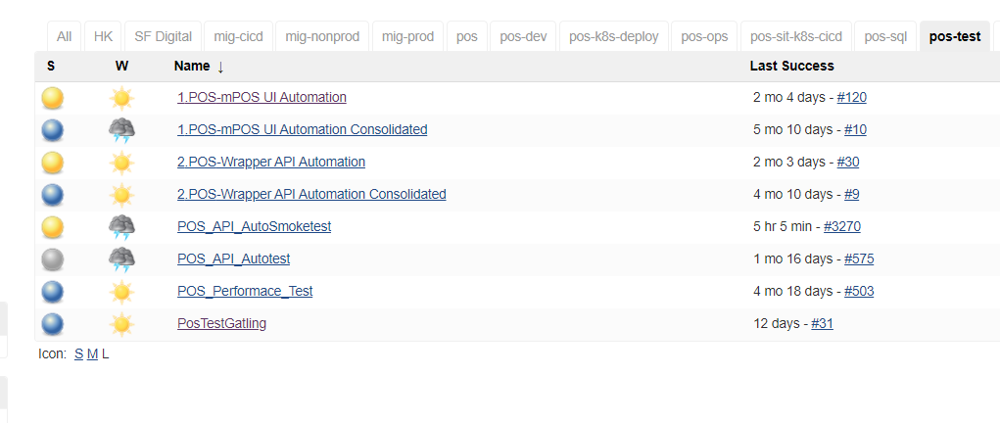 All HK SF Digital mig-cicd mig-nonprod mig-prod pos pos-dev pos-k8s-deploy pos-ops pos-sit-k8s-cicd pos-sql pos-test
S W Name ↓ Last Success
1.POS-mPOS UI Automation 2 mo 4 days - #120
1.POS-mPOS UI Automation Consolidated 5 mo 10 days - #10
2.POS-Wrapper API Automation 2 mo 3 days - #30
2.POS-Wrapper API Automation Consolidated 4 mo 10 days - #9
POS_API_AutoSmoketest 5 hr 5 min - #3270
POS_API_Autotest 1 mo 16 days - #575
POS_Performace_Test 4 mo 18 days - #503
PosTestGatling 12 days - #31
Icon: S M L